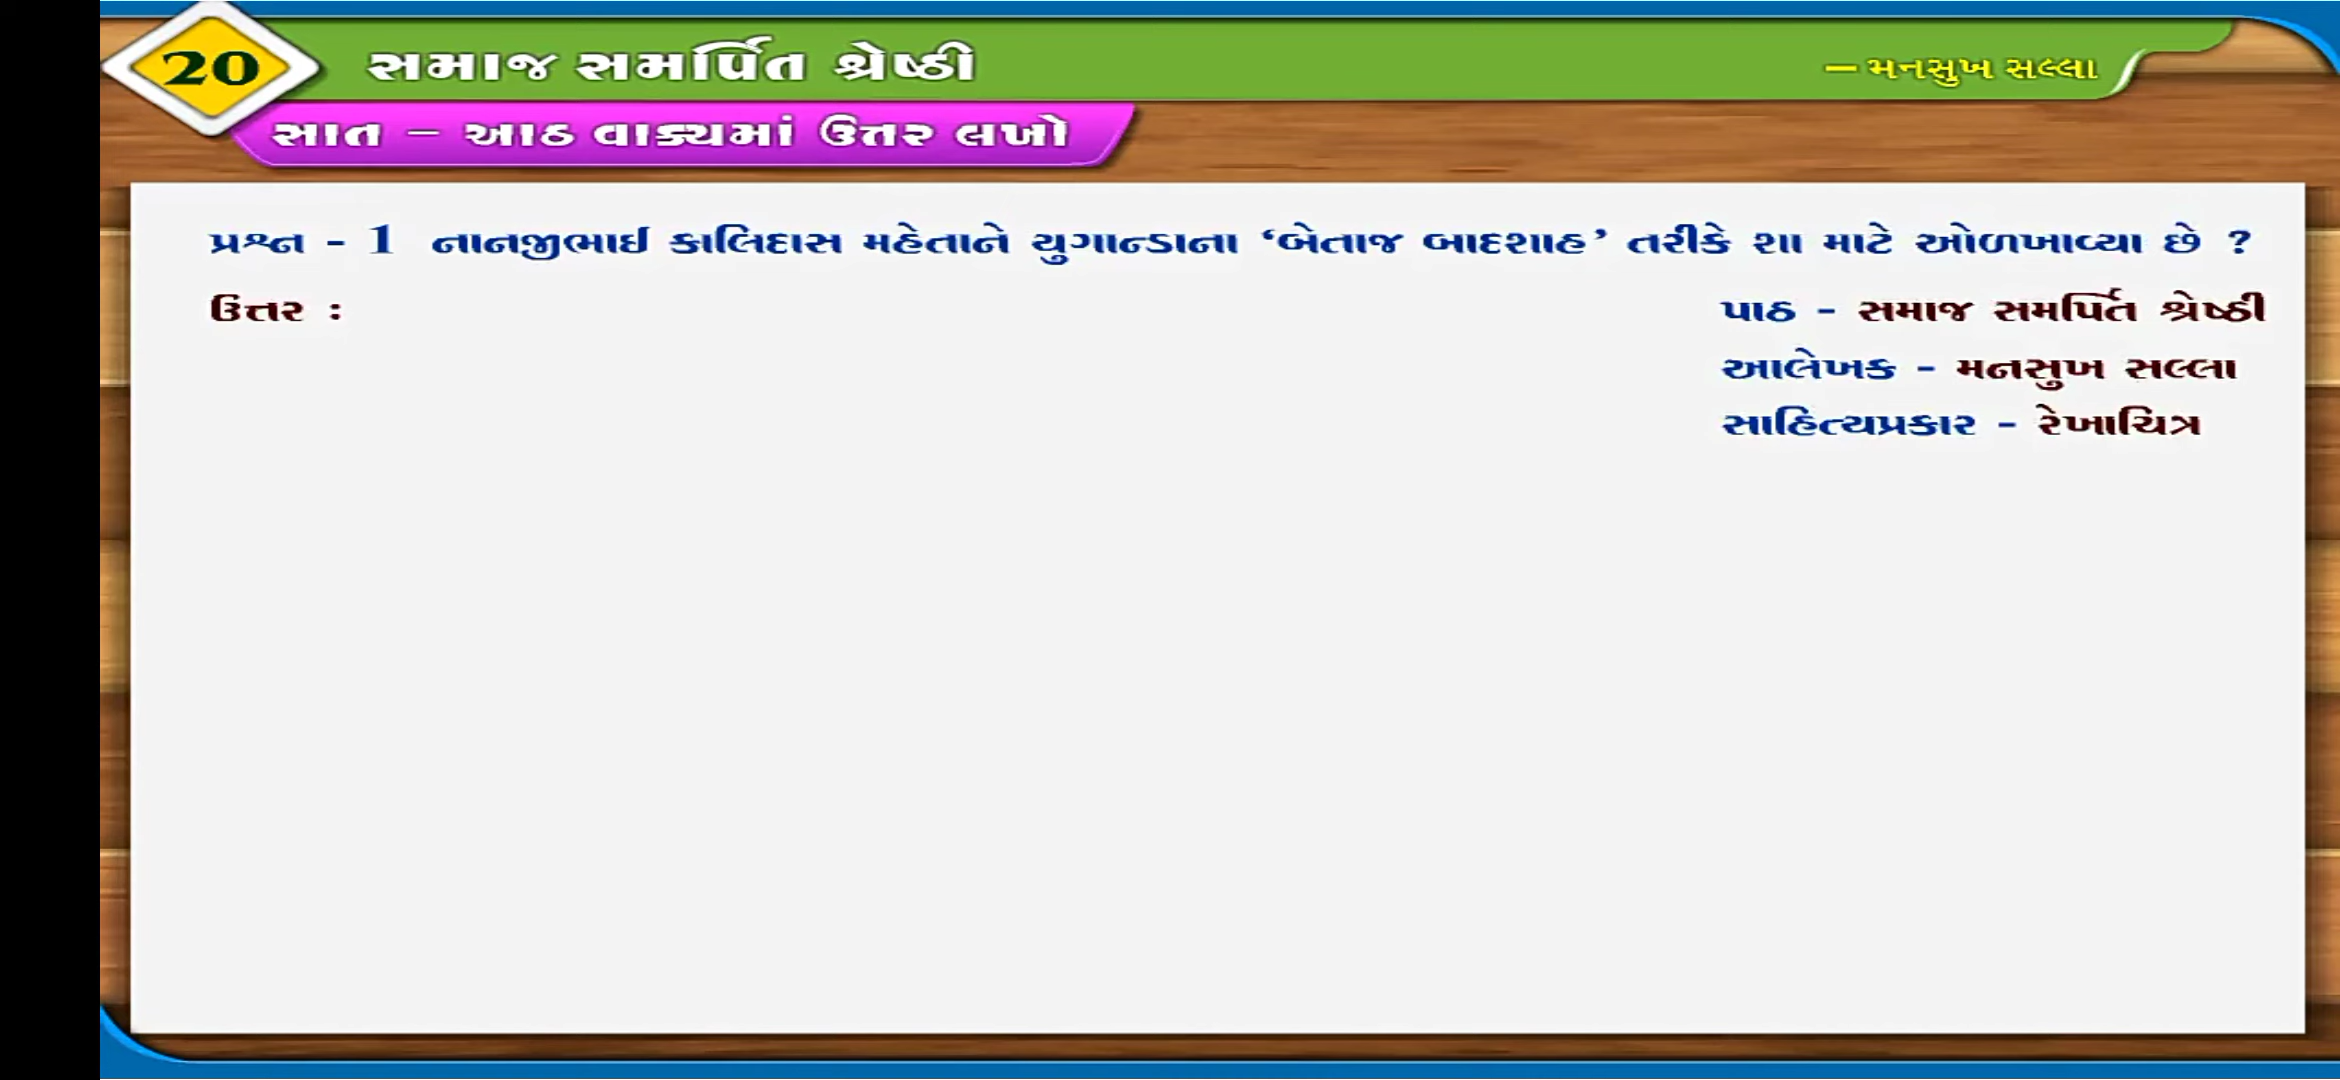 20 સમાજ સમર્પિત શ્રેષ્ઠી – મનસુખ સલ્લા
સાત – આઠ વાક્યમાં ઉત્તર લખો
પ્રશ્ન - 1 નાનજીભાઈ કાલિદાસ મહેતાને યુગાન્ડાના ‘બેતાજ બાદશાહ’ તરીકે શા માટે ઓળખાવ્યા છે ?
ઉત્તર : પાઠ - સમાજ સમર્પિત શ્રેષ્ઠી
આલેખક - મનસુખ સલ્લા
સાહિત્યપ્રકાર - રેખાચિત્ર